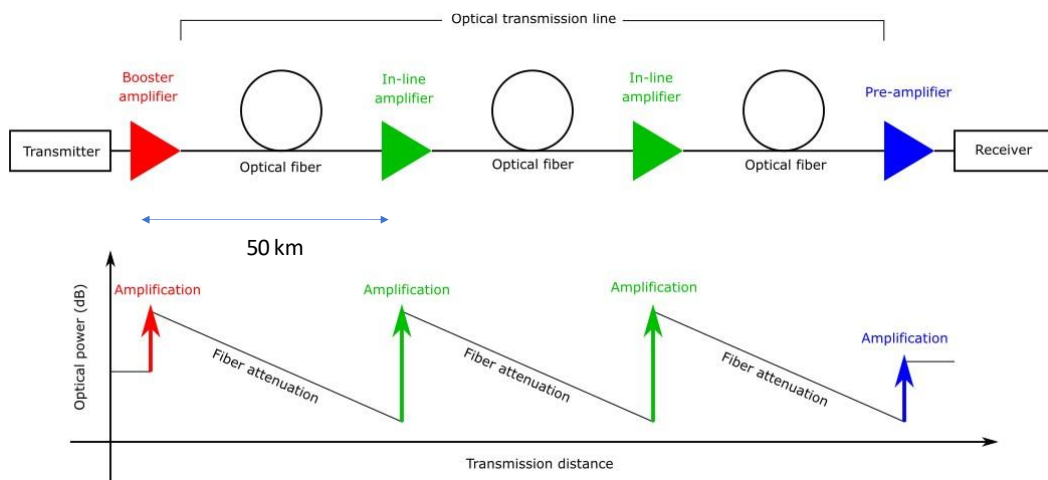 Optical transmission line
Booster
amplifier
In-line
amplifier
In-line
amplifier
Pre-amplifier
Transmitter
Optical fiber
Optical fiber
Optical fiber
Receiver
50 km
Optical power (dB)
Amplification
Amplification
Amplification
Amplification
Fiber attenuation
Fiber attenuation
Fiber attenuation
Transmission distance